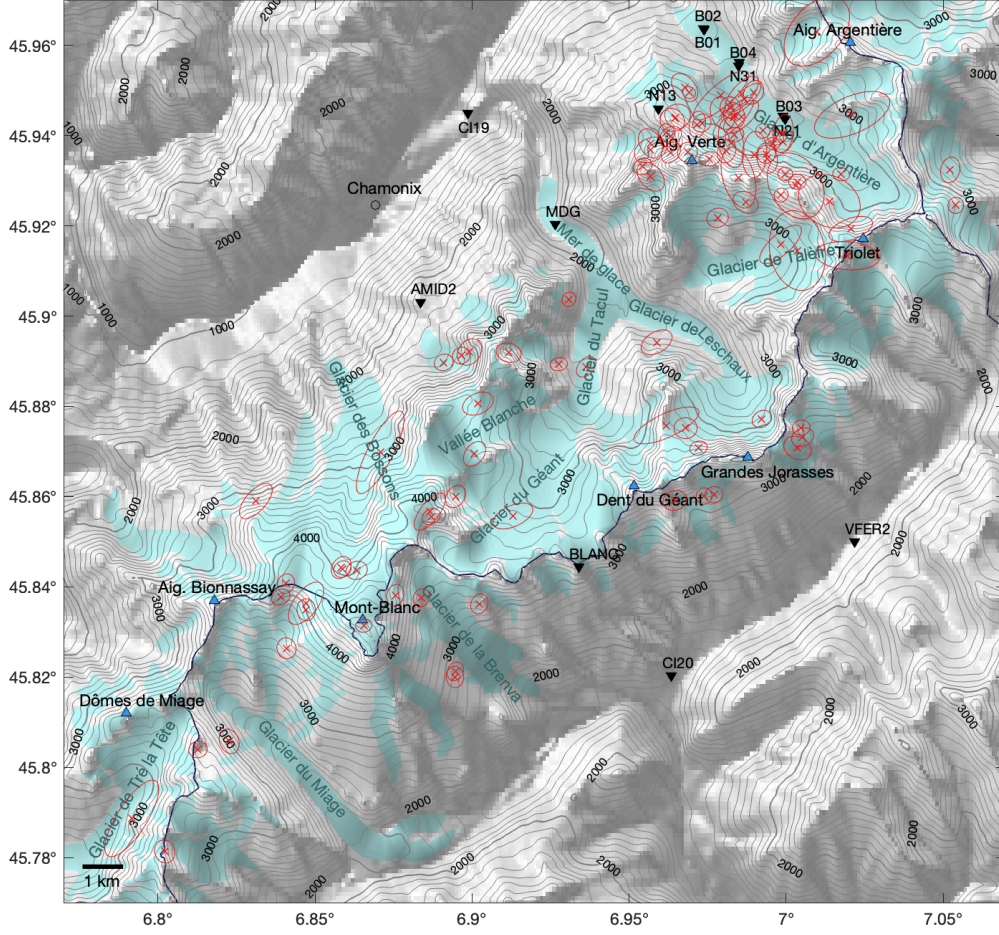 45.96°
45.94°
45.92°
45.9°
45.88°
45.86°
45.84°
45.82°
45.8°
45.78°
6.8°
6.85°
6.9°
6.95°
7°
7.05°
B02
B01
Aig. Argentière
B04
N31
N13
B03
N21
CI19
Aig. Verte
Glacier d'Argentière
Chamonix
MDG
Mer de glace
Glacier de Talèfre
Triolet
AMID2
Glacier du Tacul
Glacier de Leschaux
Glacier des Bossons
Vallée Blanche
Glacier du Géant
Grandes Jorasses
Dent du Géant
VFER2
BLANC
Aig. Bionnassay
Mont-Blanc
Glacier de la Brenva
CI20
Dômes de Miage
Glacier de Tré la Tête
Glacier du Miage
1 km
1000
2000
3000
4000